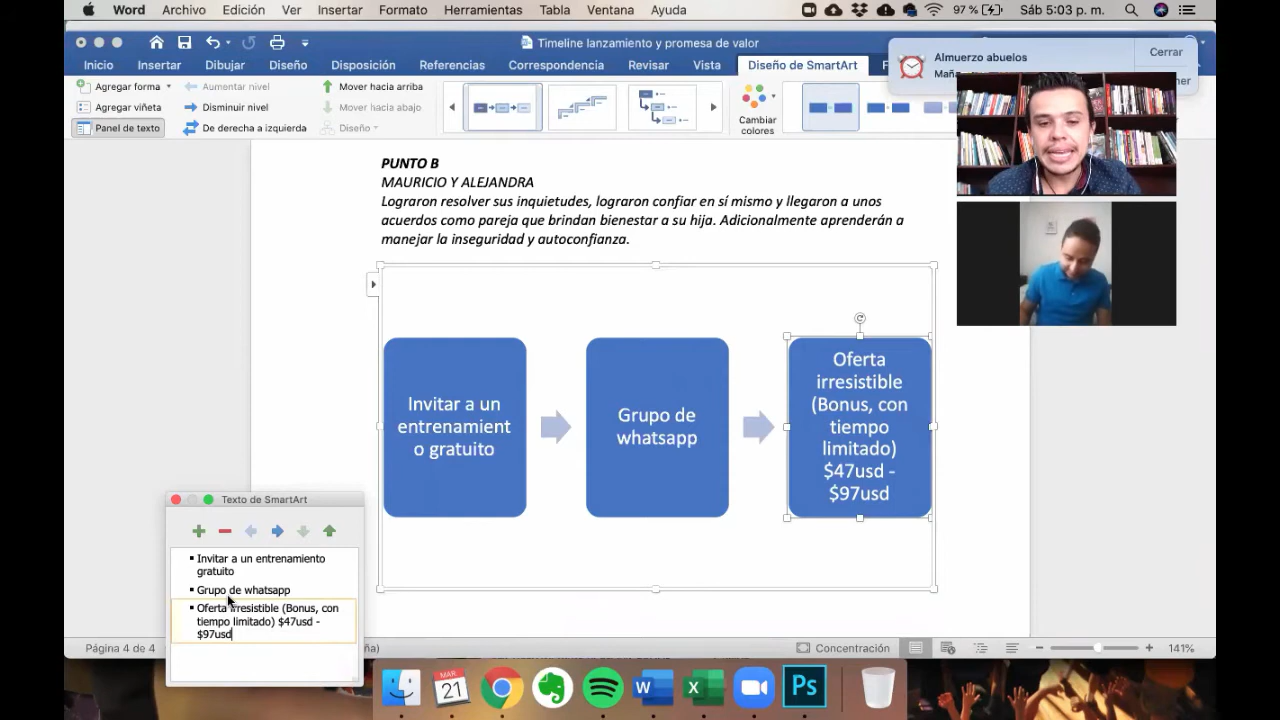 Word Archivo Edición Ver Insertar Formato Herramientas Tabla Ventana Ayuda 97 % Sáb 5:03 p. m.
Timeline lanzamiento y promesa de valor
Almuerzo abuelos
Cerrar
Inicio Insertar Dibujar Diseño Disposición Referencias Correspondencia Revisar Vista Diseño de SmartArt
Agregar forma Aumentar nivel Mover hacia arriba
Agregar viñeta Disminuir nivel Mover hacia abajo
Panel de texto De derecha a izquierda Diseño
Cambiar
colores
PUNTO B
MAURICIO Y ALEJANDRA
Lograron resolver sus inquietudes, lograron confiar en sí mismo y llegaron a unos
acuerdos como pareja que brindan bienestar a su hija. Adicionalmente aprenderán a
manejar la inseguridad y autoconfianza.
Invitar a un
entrenamient
o gratuito
Grupo de
whatsapp
Oferta
irresistible
(Bonus, con
tiempo
limitado)
$47usd -
$97usd
Texto de SmartArt
Invitar a un entrenamiento
gratuito
Grupo de whatsapp
Oferta irresistible (Bonus, con
tiempo limitado) $47usd -
$97usd
Página 4 de 4
Concentración
141%
MAR
21
Ps